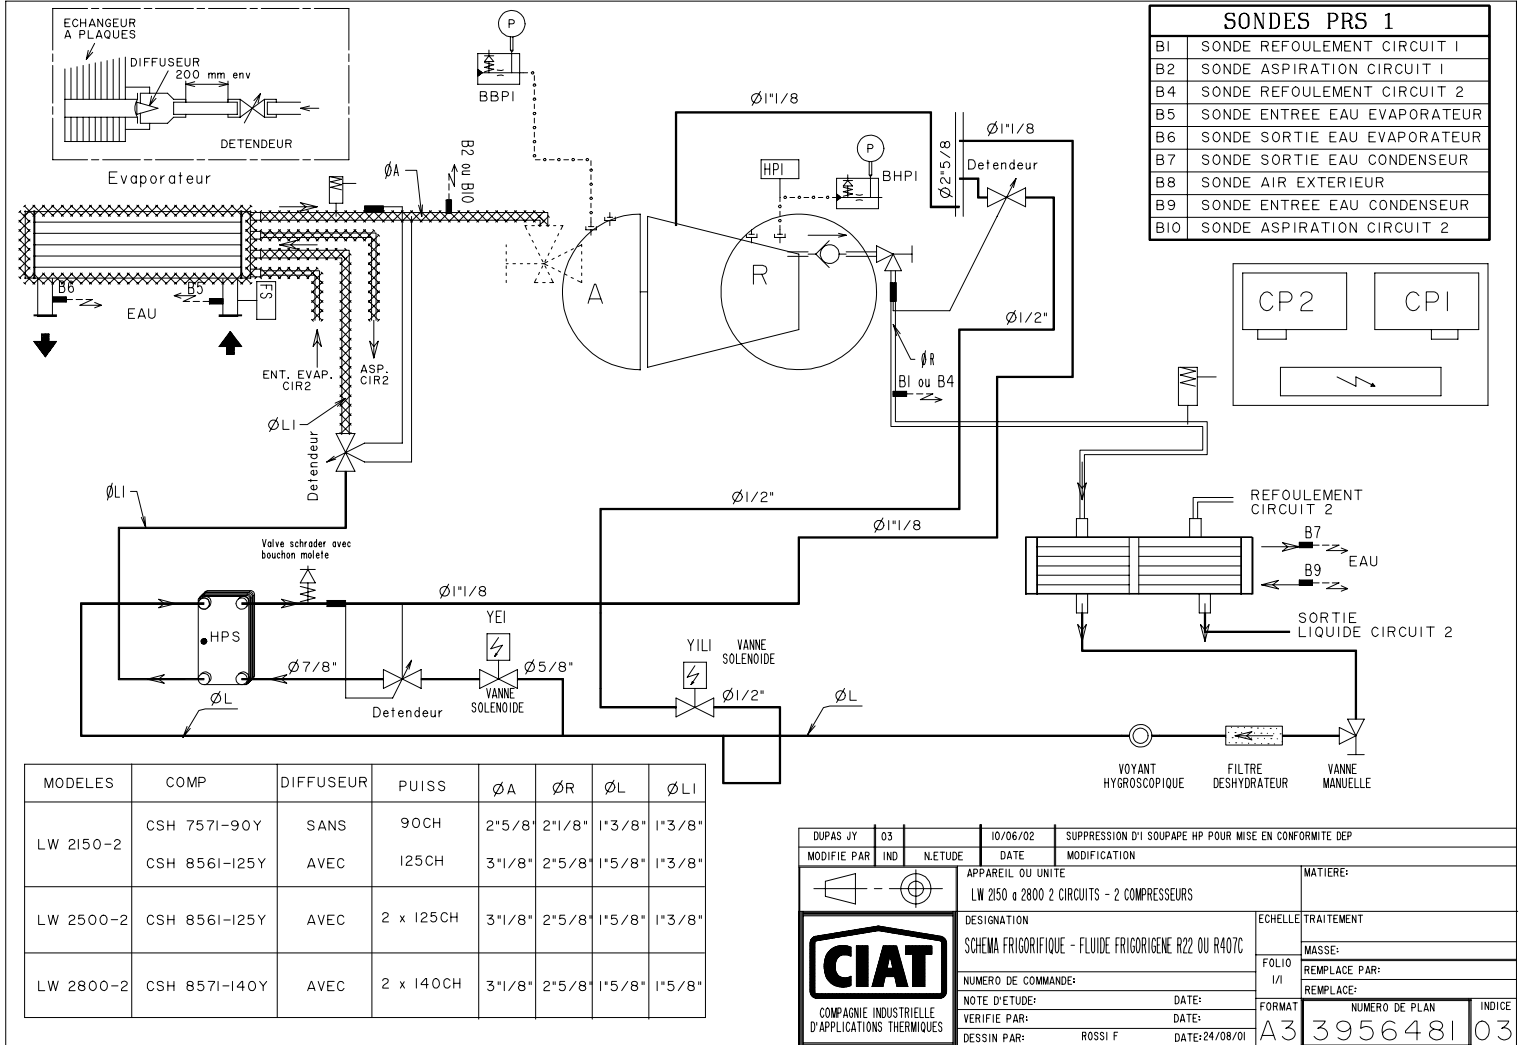 ECHANGEUR
A PLAQUES
DIFFUSEUR
200 mm env
DETENDEUR
P
BBP1
Evaporateur
ØA
B2 ou B10
B6
B5
FS
EAU
ENT. EVAP.
CIR2
ASP.
CIR2
ØL1
Detendeur
A
R
HP1
P
BHP1
Ø1"1/8
Ø2"5/8
Ø1"1/8
Detendeur
Ø1/2"
ØR
B1 ou B4
SONDES PRS 1
B1 SONDE REFOULEMENT CIRCUIT 1
B2 SONDE ASPIRATION CIRCUIT 1
B4 SONDE REFOULEMENT CIRCUIT 2
B5 SONDE ENTREE EAU EVAPORATEUR
B6 SONDE SORTIE EAU EVAPORATEUR
B7 SONDE SORTIE EAU CONDENSEUR
B8 SONDE AIR EXTERIEUR
B9 SONDE ENTREE EAU CONDENSEUR
B10 SONDE ASPIRATION CIRCUIT 2
CP2
CP1
ØL1
Valve schrader avec
bouchon molete
Ø1/2"
Ø1"1/8
REFOULEMENT
CIRCUIT 2
B7
EAU
B9
SORTIE
LIQUIDE CIRCUIT 2
HPS
Ø1"1/8
YE1
Ø7/8"
Ø5/8"
VANNE
SOLENOIDE
Detendeur
ØL
YIL1
VANNE
SOLENOIDE
Ø1/2"
ØL
VOYANT
HYGROSCOPIQUE
FILTRE
DESHYDRATEUR
VANNE
MANUELLE
MODELES COMP DIFFUSEUR PUISS ØA ØR ØL ØL1
LW 2150-2
CSH 7571-90Y SANS 90CH 2"5/8" 2"1/8" 1"3/8" 1"3/8"
CSH 8561-125Y AVEC 125CH 3"1/8" 2"5/8" 1"5/8" 1"3/8"
LW 2500-2 CSH 8561-125Y AVEC 2 x 125CH 3"1/8" 2"5/8" 1"5/8" 1"3/8"
LW 2800-2 CSH 8571-140Y AVEC 2 x 140CH 3"1/8" 2"5/8" 1"5/8" 1"5/8"
DUPAS JY 03 10/06/02 SUPPRESSION D'1 SOUPAPE HP POUR MISE EN CONFORMITE DEP
MODIFIE PAR IND N.ETUDE DATE MODIFICATION
APPAREIL OU UNITE
LW 2150 a 2800 2 CIRCUITS - 2 COMPRESSEURS
MATIERE:
CIAT
COMPAGNIE INDUSTRIELLE
D'APPLICATIONS THERMIQUES
DESIGNATION
SCHEMA FRIGORIFIQUE - FLUIDE FRIGORIGENE R22 OU R407C
ECHELLE
TRAITEMENT
MASSE:
FOLIO
1/1
REMPLACE PAR:
REMPLACE:
NUMERO DE COMMANDE:
NOTE D'ETUDE: DATE:
VERIFIE PAR: DATE:
DESSIN PAR: ROSSI F DATE:24/08/01
FORMAT
A3
NUMERO DE PLAN
3956481
INDICE
03